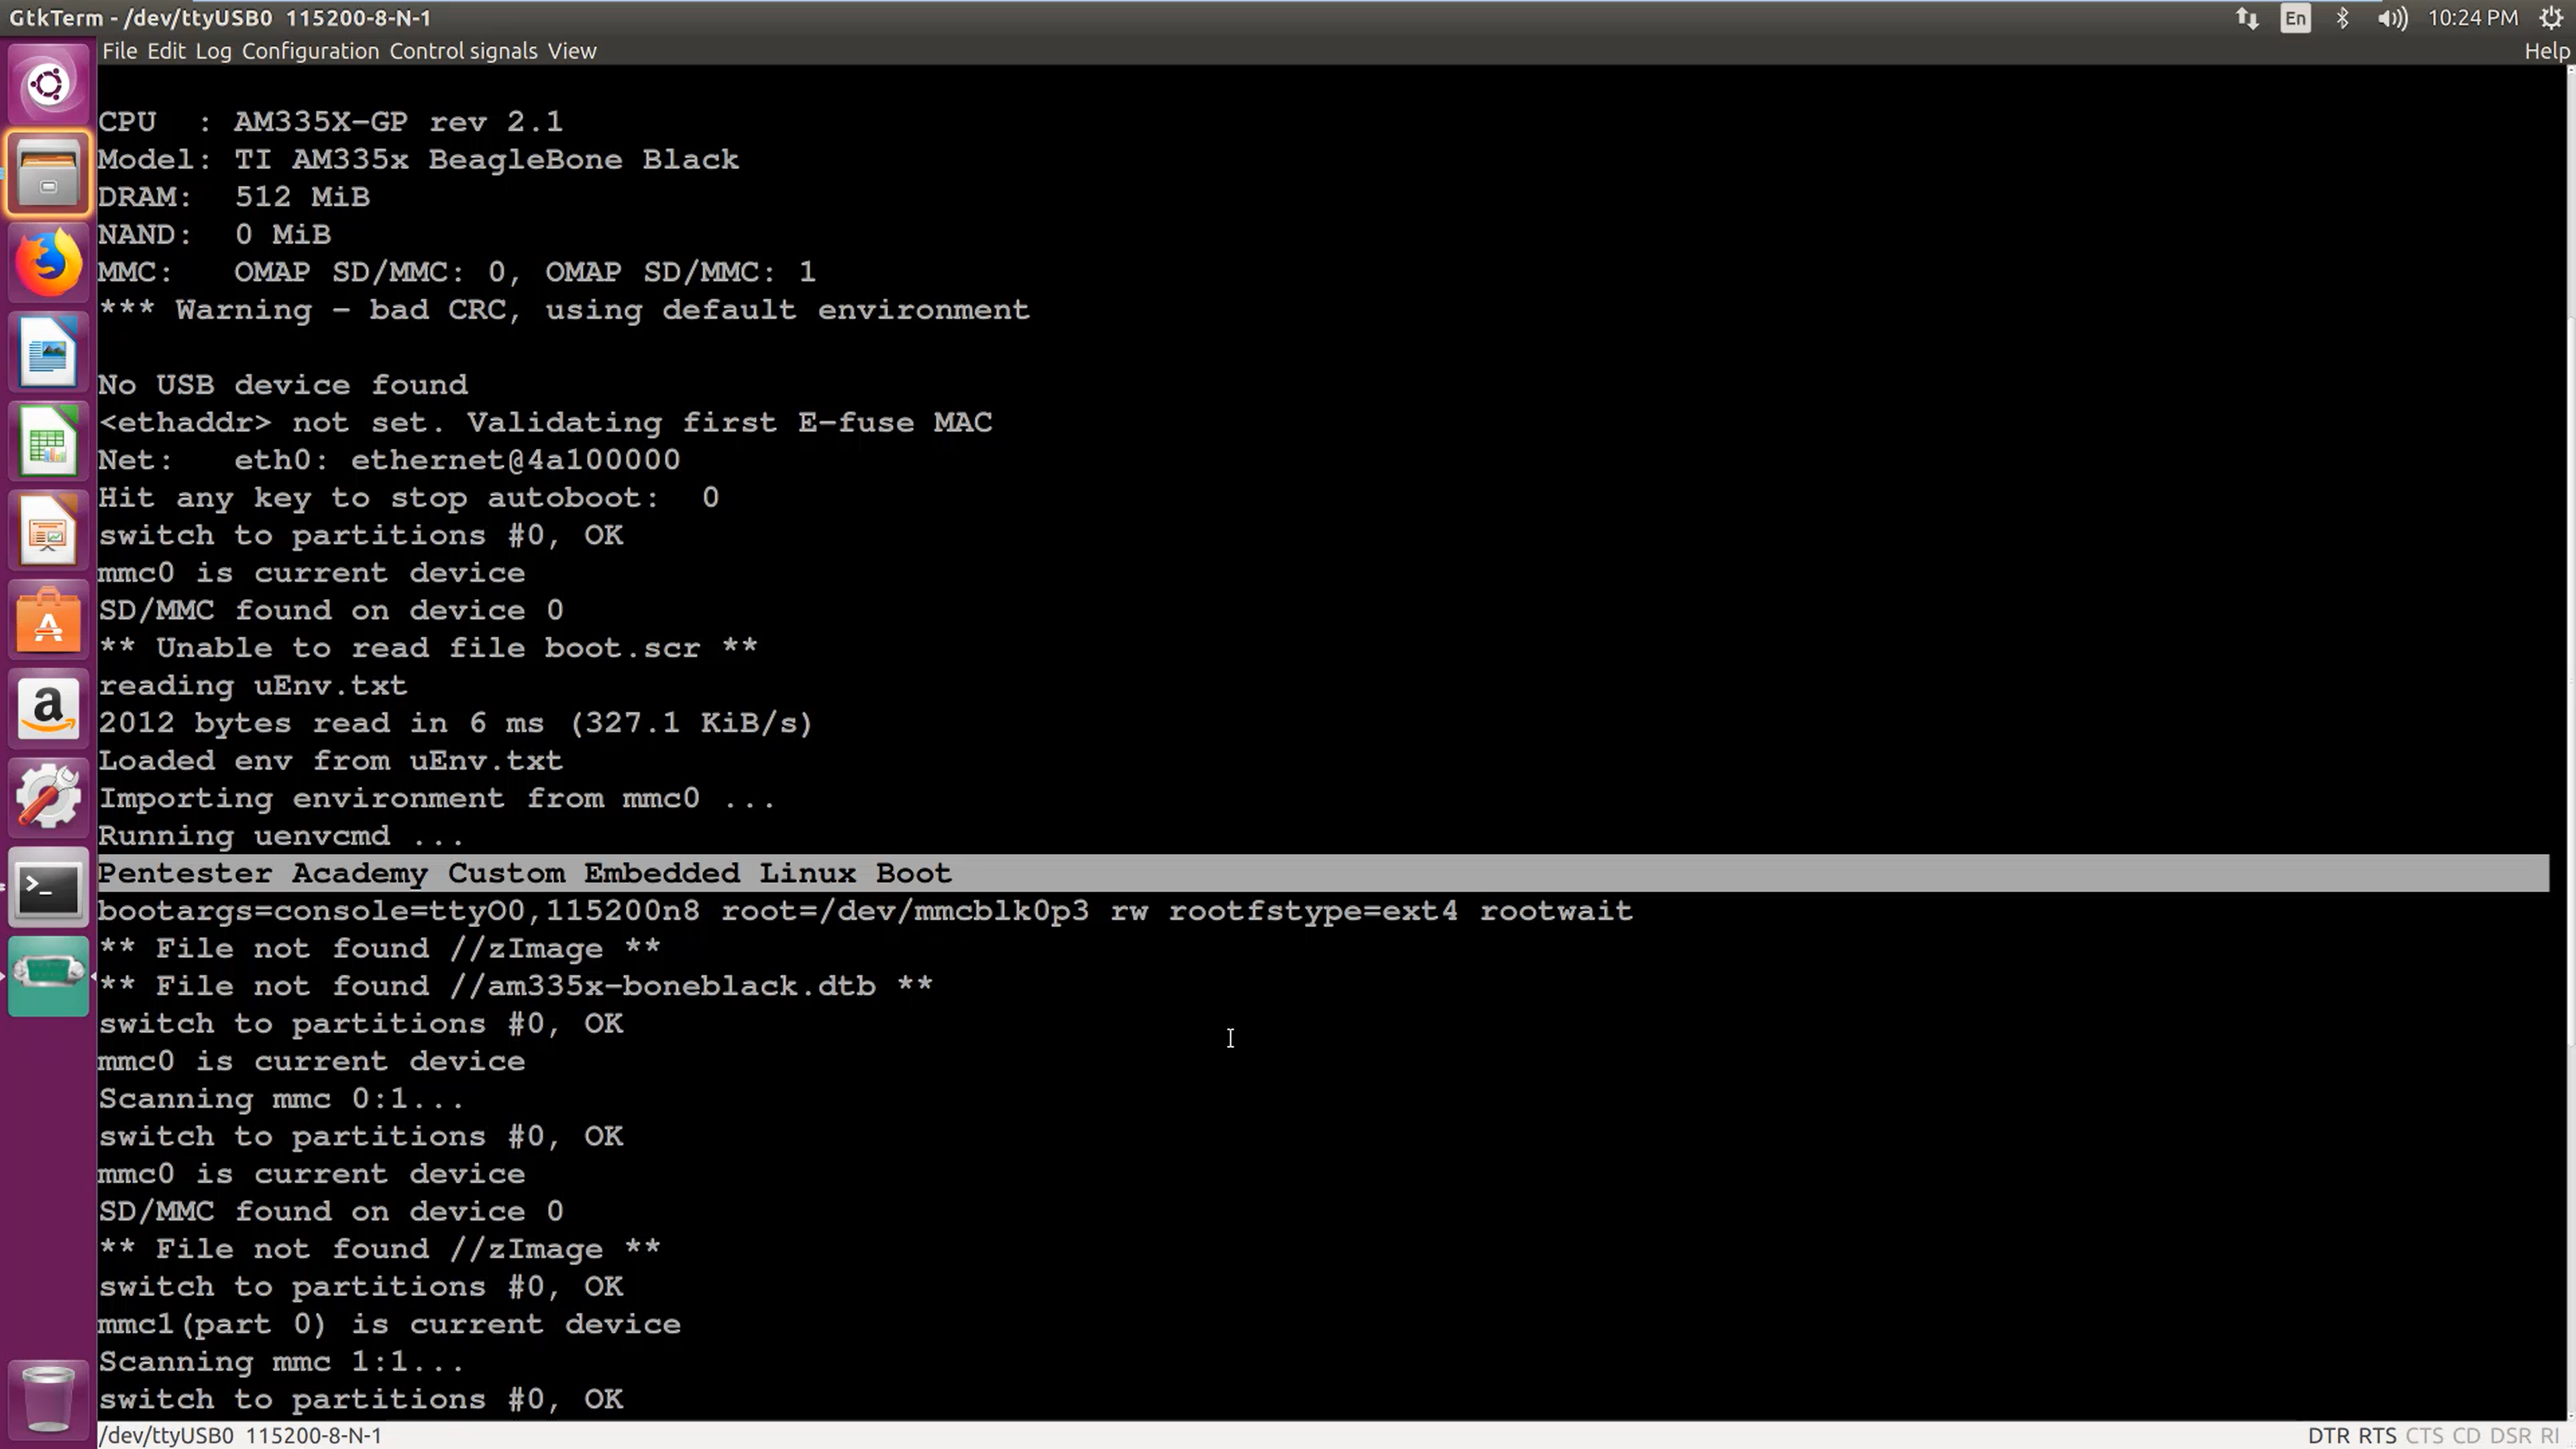 GtkTerm - /dev/ttyUSB0 115200-8-N-1
En
10:24 PM
File Edit Log Configuration Control signals View
Help
CPU  : AM335X-GP rev 2.1
Model: TI AM335x BeagleBone Black
DRAM:  512 MiB
NAND:  0 MiB
MMC:   OMAP SD/MMC: 0, OMAP SD/MMC: 1
*** Warning - bad CRC, using default environment
No USB device found
<ethaddr> not set. Validating first E-fuse MAC
Net:   eth0: ethernet@4a100000
Hit any key to stop autoboot:  0
switch to partitions #0, OK
mmc0 is current device
SD/MMC found on device 0
** Unable to read file boot.scr **
reading uEnv.txt
2012 bytes read in 6 ms (327.1 KiB/s)
Loaded env from uEnv.txt
Importing environment from mmc0 ...
Running uenvcmd ...
Pentester Academy Custom Embedded Linux Boot
bootargs=console=ttyO0,115200n8 root=/dev/mmcblk0p3 rw rootfstype=ext4 rootwait
** File not found //zImage **
** File not found //am335x-boneblack.dtb **
switch to partitions #0, OK
mmc0 is current device
Scanning mmc 0:1...
switch to partitions #0, OK
mmc0 is current device
SD/MMC found on device 0
** File not found //zImage **
switch to partitions #0, OK
mmc1(part 0) is current device
Scanning mmc 1:1...
switch to partitions #0, OK
/dev/ttyUSB0 115200-8-N-1
DTR RTS CTS CD DSR RI